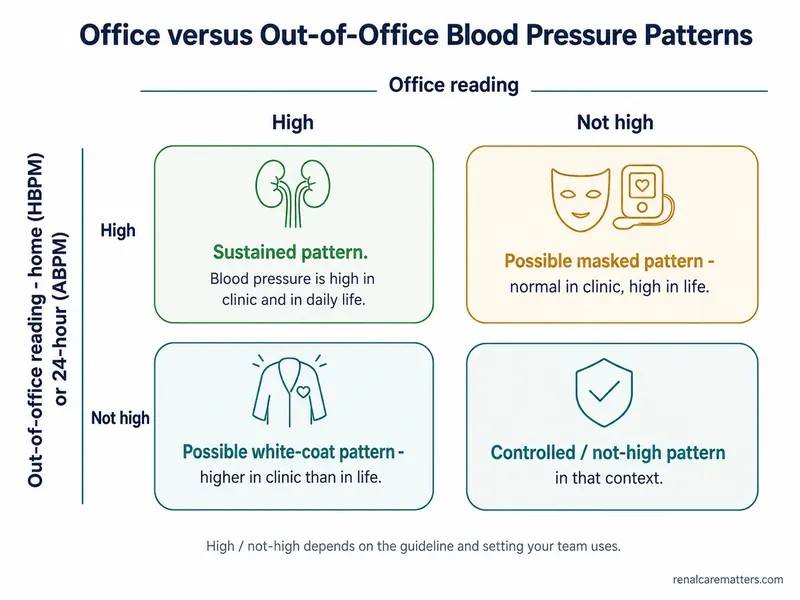 Office versus Out-of-Office Blood Pressure Patterns
Office reading
High
Not high
Out-of-office reading - home (HBPM)
or 24-hour (ABPM)
High
Sustained pattern.
Blood pressure is high in
clinic and in daily life.
Possible masked pattern -
normal in clinic, high in life.
Not high
Possible white-coat pattern -
higher in clinic than in life.
Controlled / not-high pattern
in that context.
High / not-high depends on the guideline and setting your team uses.
renalcarematters.com